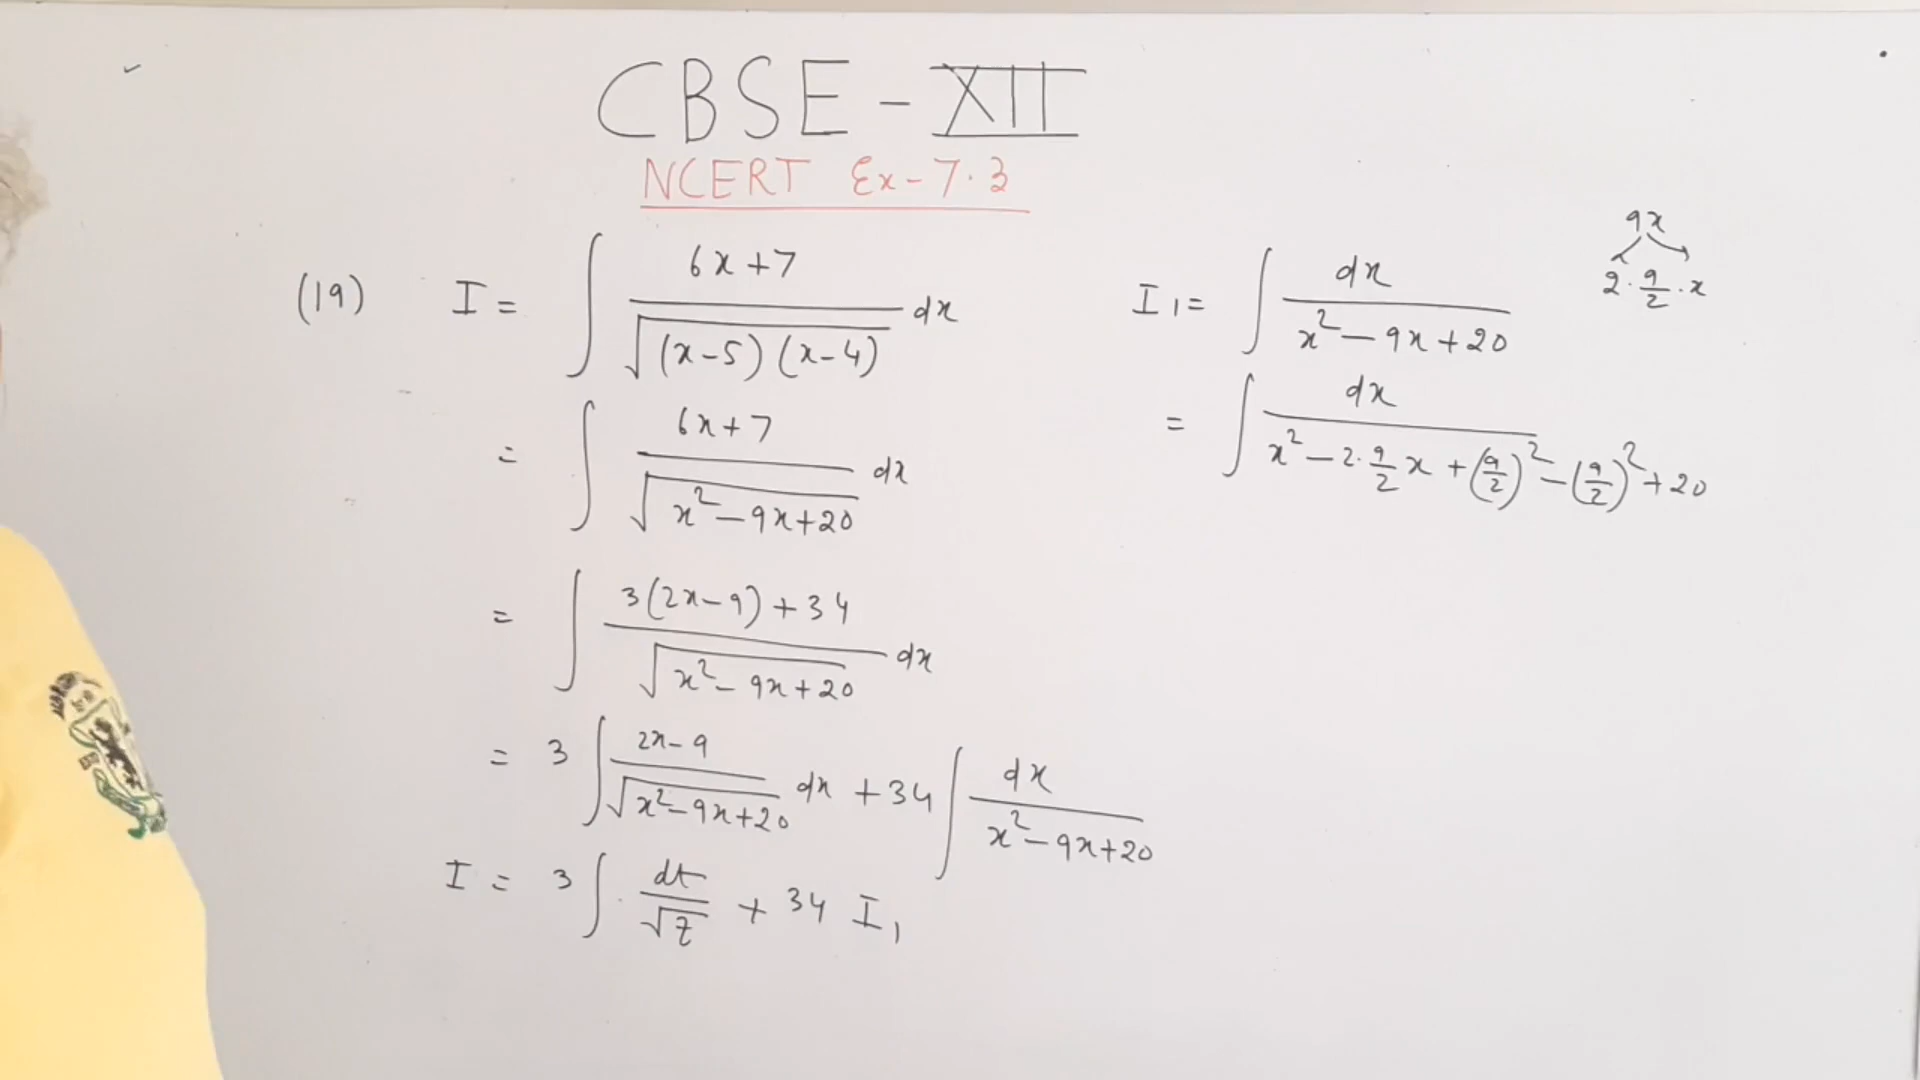 CBSE - XII
NCERT Ex - 7.3
(19) I = ∫ (6x+7)/√((x-5)(x-4)) dx
= ∫ (6x+7)/√(x²-9x+20) dx
= ∫ (3(2x-9)+34)/√(x²-9x+20) dx
= 3 ∫ (2x-9)/√(x²-9x+20) dx + 34 ∫ dx/(x²-9x+20)
I = 3 ∫ dt/√z + 34 I₁
I₁ = ∫ dx/(x²-9x+20)
= ∫ dx/(x²-2·9/2 x+(9/2)²-(9/2)²+20)
9x
2·9/2·x